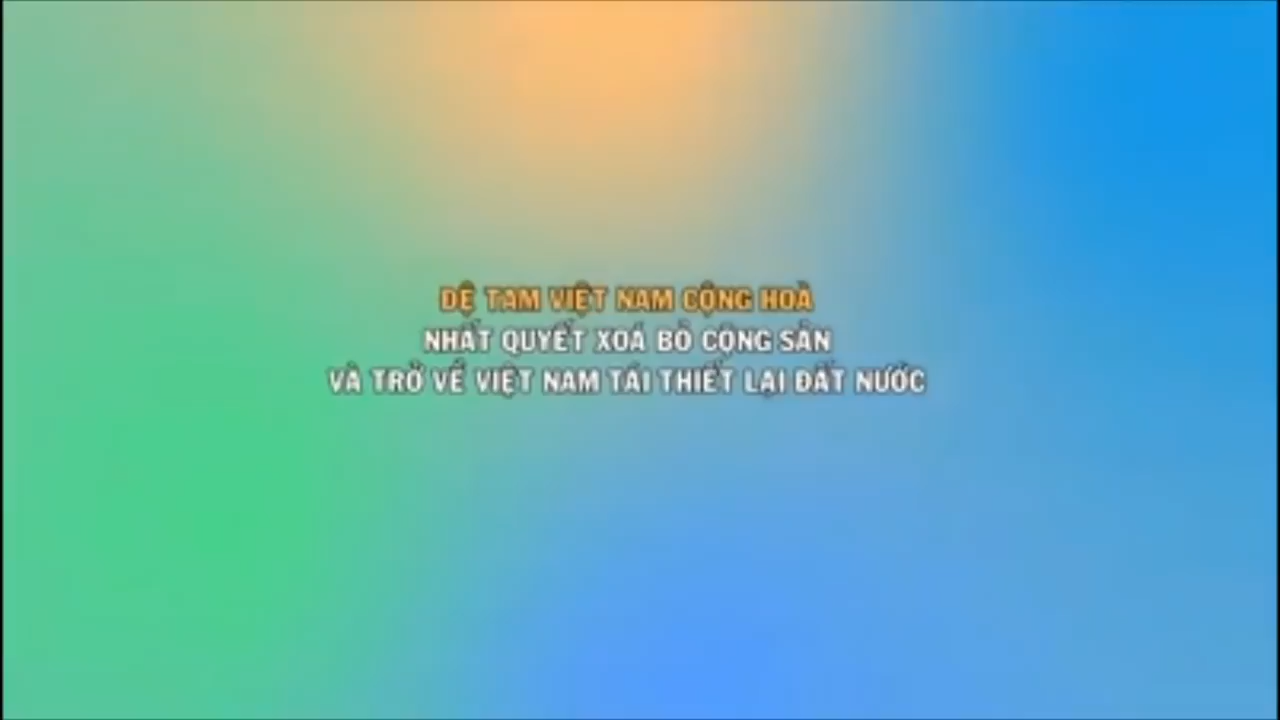 ĐỆ TAM VIỆT NAM CỘNG HOÀ
NHẤT QUYẾT XOÁ BỎ CỘNG SẢN
VÀ TRỞ VỀ VIỆT NAM TÁI THIẾT LẠI ĐẤT NƯỚC